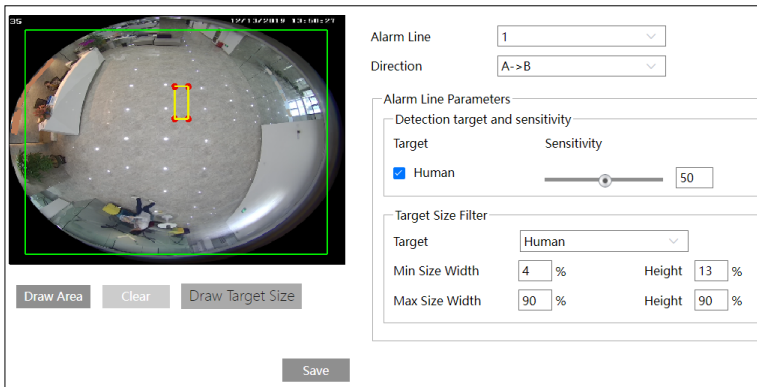 35 12/13/2019 13:50:27
Alarm Line 1
Direction A->B
Alarm Line Parameters
Detection target and sensitivity
Target Sensitivity
Human 50
Target Size Filter
Target Human
Min Size Width 4 % Height 13 %
Max Size Width 90 % Height 90 %
Draw Area Clear Draw Target Size
Save